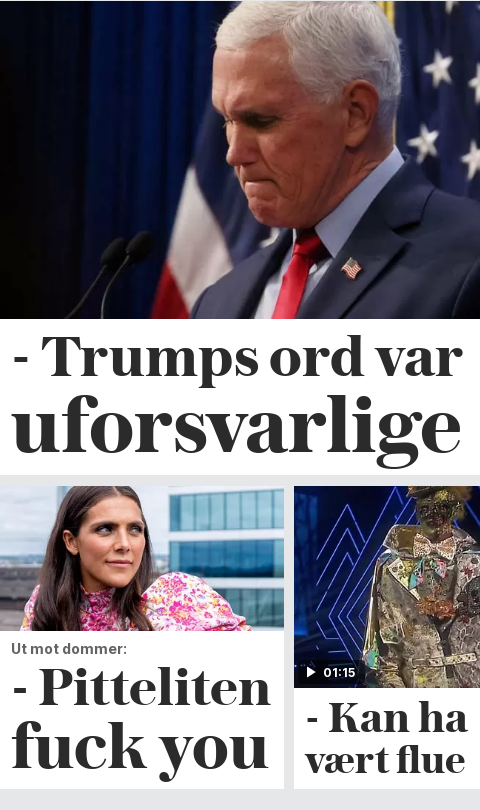 - Trumps ord var
uforsvarlige
Ut mot dommer:
- Pitteliten
fuck you
01:15
- Kan ha
vært flue